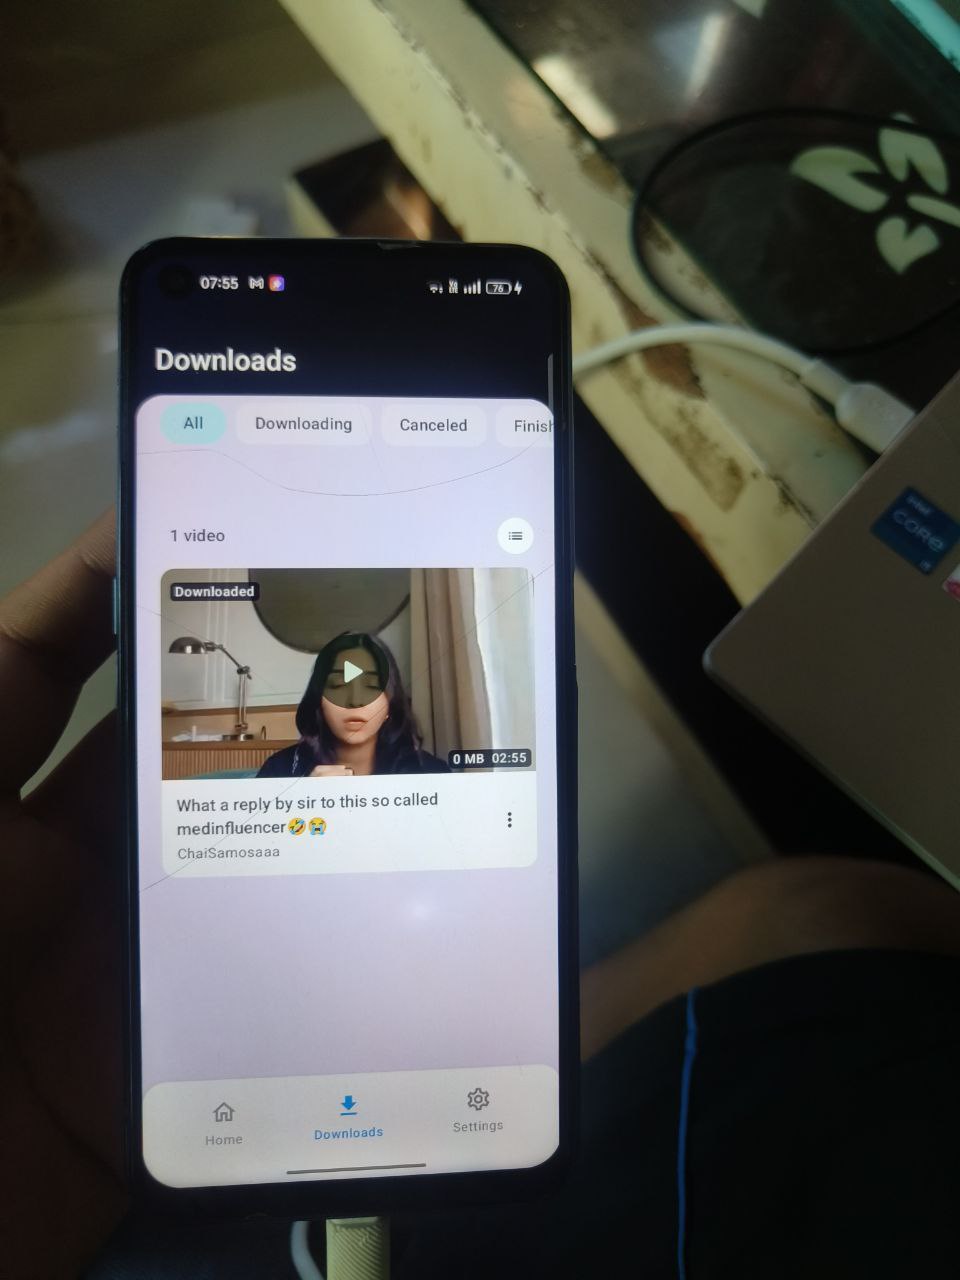 07:55
76
Downloads
All
Downloading
Canceled
Finish
1 video
Downloaded
0 MB 02:55
What a reply by sir to this so called
medinfluencer🤣😭
ChaiSamosaaa
Home
Downloads
Settings
intel
CORE